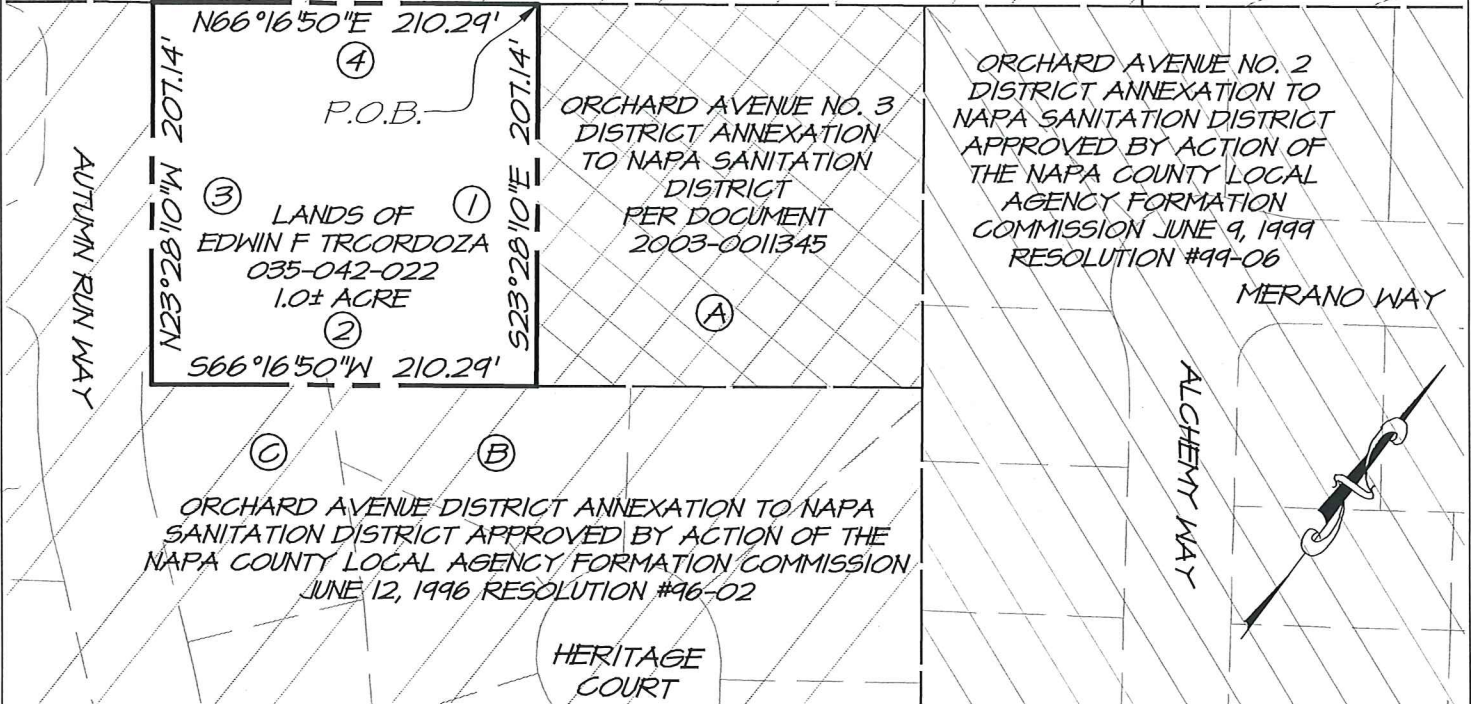 N66°16'50"E 210.29'
④
P.O.B.
N23°28'10"W 207.14'
S23°28'10"E 207.14'
③
①
LANDS OF
EDWIN F TRCORDOZA
035-042-022
1.0± ACRE
②
S66°16'50"W 210.29'
AUTUMN RUN WAY
ORCHARD AVENUE NO. 3
DISTRICT ANNEXATION
TO NAPA SANITATION
DISTRICT
PER DOCUMENT
2003-0011345
Ⓐ
ORCHARD AVENUE NO. 2
DISTRICT ANNEXATION TO
NAPA SANITATION DISTRICT
APPROVED BY ACTION OF
THE NAPA COUNTY LOCAL
AGENCY FORMATION
COMMISSION JUNE 9, 1999
RESOLUTION #99-06
MERANO WAY
ALCHEMY WAY
Ⓒ
Ⓑ
ORCHARD AVENUE DISTRICT ANNEXATION TO NAPA
SANITATION DISTRICT APPROVED BY ACTION OF THE
NAPA COUNTY LOCAL AGENCY FORMATION COMMISSION
JUNE 12, 1996 RESOLUTION #96-02
HERITAGE
COURT